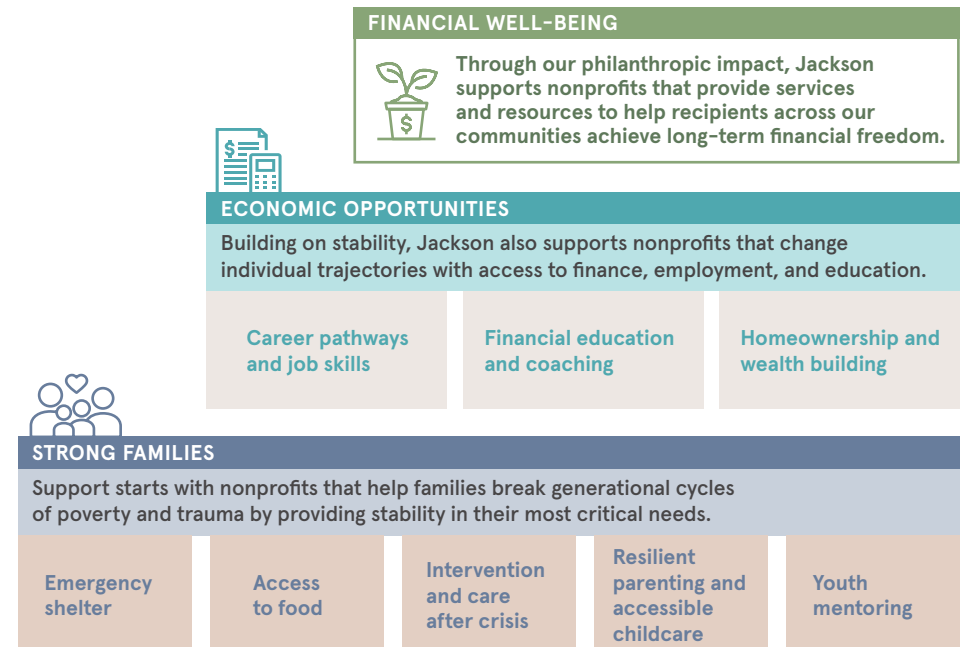 FINANCIAL WELL-BEING
Through our philanthropic impact, Jackson
supports nonprofits that provide services
and resources to help recipients across our
communities achieve long-term financial freedom.
$
$
ECONOMIC OPPORTUNITIES
Building on stability, Jackson also supports nonprofits that change
individual trajectories with access to finance, employment, and education.
Career pathways
and job skills
Financial education
and coaching
Homeownership and
wealth building
STRONG FAMILIES
Support starts with nonprofits that help families break generational cycles
of poverty and trauma by providing stability in their most critical needs.
Emergency
shelter
Access
to food
Intervention
and care
after crisis
Resilient
parenting and
accessible
childcare
Youth
mentoring